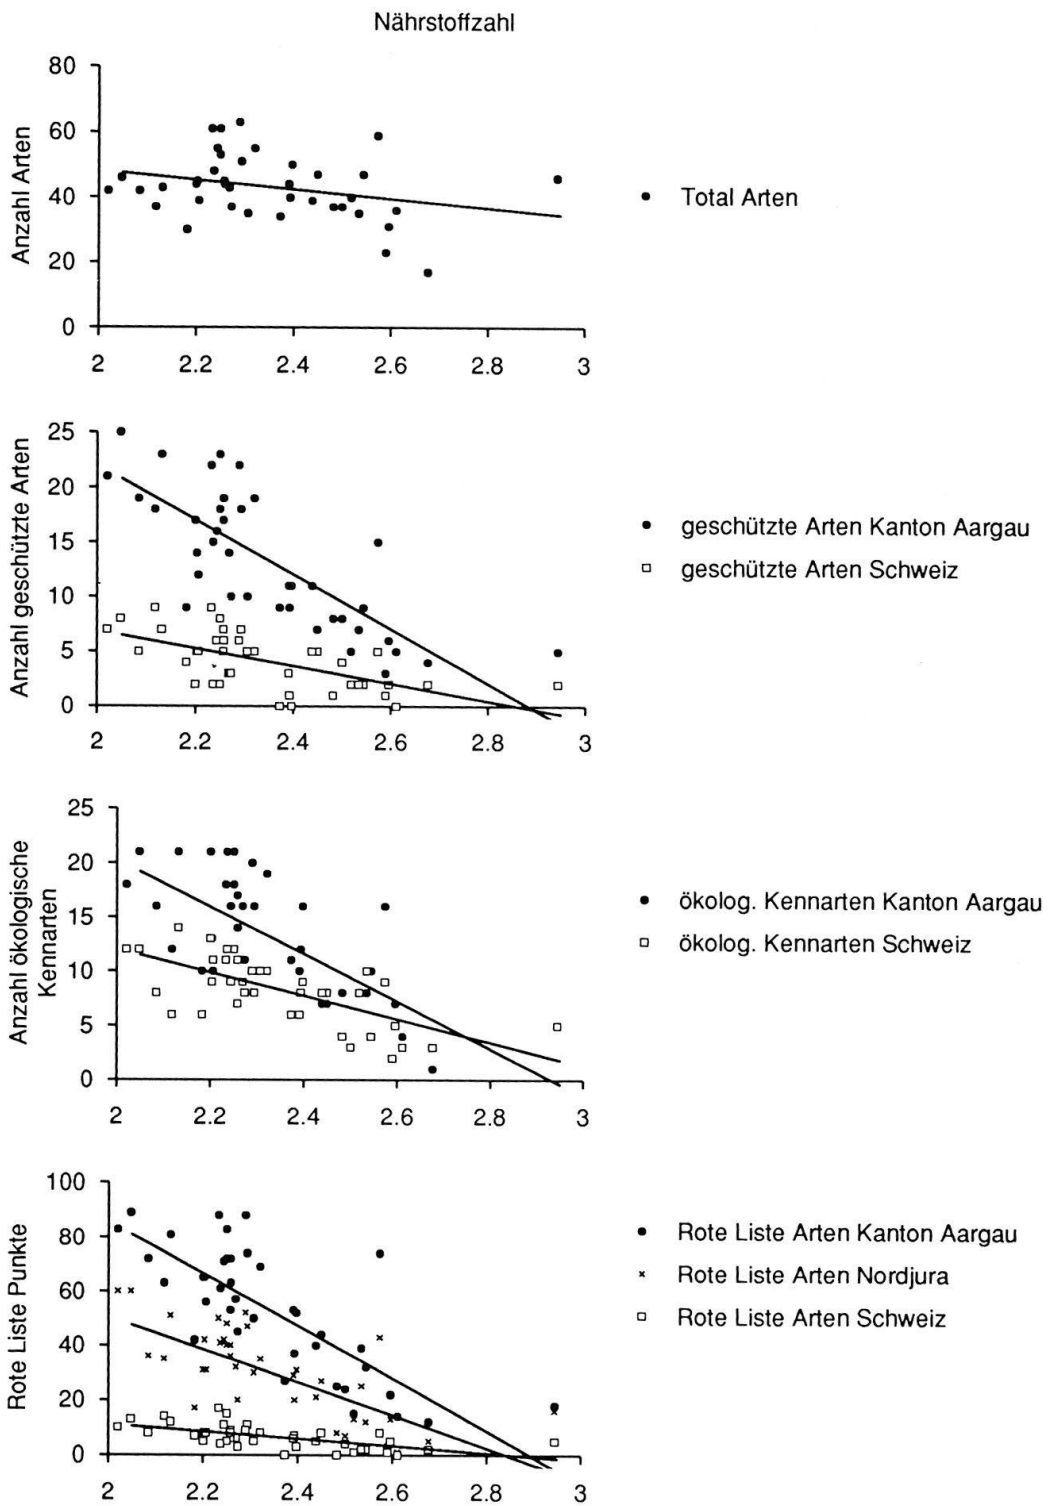 Nährstoffzahl
Anzahl Arten
80
60
40
20
0
2 2.2 2.4 2.6 2.8 3
Total Arten
Anzahl geschützte Arten
25
20
15
10
5
0
2 2.2 2.4 2.6 2.8 3
geschützte Arten Kanton Aargau
geschützte Arten Schweiz
Anzahl ökologische
Kennarten
25
20
15
10
5
0
2 2.2 2.4 2.6 2.8 3
ökolog. Kennarten Kanton Aargau
ökolog. Kennarten Schweiz
Rote Liste Punkte
100
80
60
40
20
0
2 2.2 2.4 2.6 2.8 3
Rote Liste Arten Kanton Aargau
Rote Liste Arten Nordjura
Rote Liste Arten Schweiz